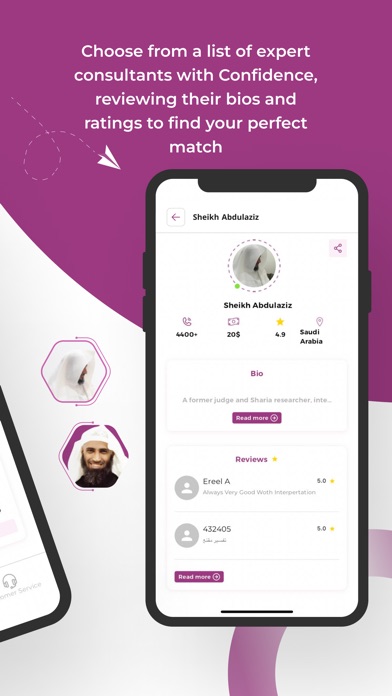 Choose from a list of expert
consultants with Confidence,
reviewing their bios and
ratings to find your perfect
match
Sheikh Abdulaziz
Sheikh Abdulaziz
4400+
20$
4.9
Saudi
Arabia
Bio
A former judge and Sharia researcher, inte...
Read more
Reviews
Ereel A
5.0
Always Very Good Woth Interpertation
432405
5.0
تفسير مقنع
Read more
omer Service